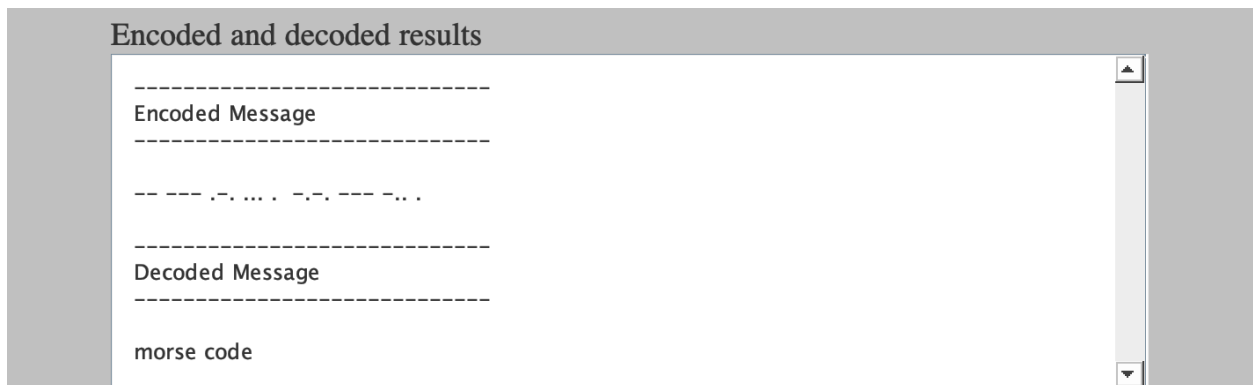 Encoded and decoded results
-----------------------------
Encoded Message
-----------------------------
-- --- .-. ... .  -.-. --- -.. .
-----------------------------
Decoded Message
-----------------------------
morse code